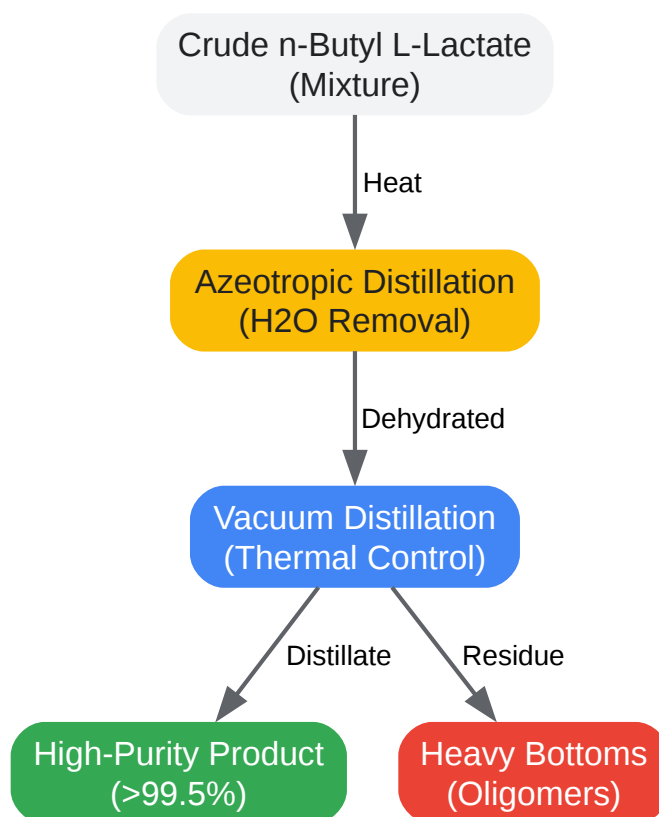 Crude n-Butyl L-Lactate
(Mixture)
Heat
Azeotropic Distillation
(H2O Removal)
Dehydrated
Vacuum Distillation
(Thermal Control)
Distillate
Residue
High-Purity Product
(>99.5%)
Heavy Bottoms
(Oligomers)